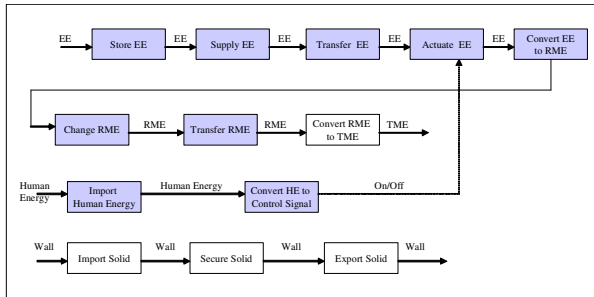 EE
Store EE
EE
Supply EE
EE
Transfer EE
EE
Actuate EE
EE
Convert EE
to RME
Change RME
RME
Transfer RME
RME
Convert RME
to TME
TME
Human
Energy
Import
Human Energy
Human Energy
Convert HE to
Control Signal
On/Off
Wall
Import Solid
Wall
Secure Solid
Wall
Export Solid
Wall